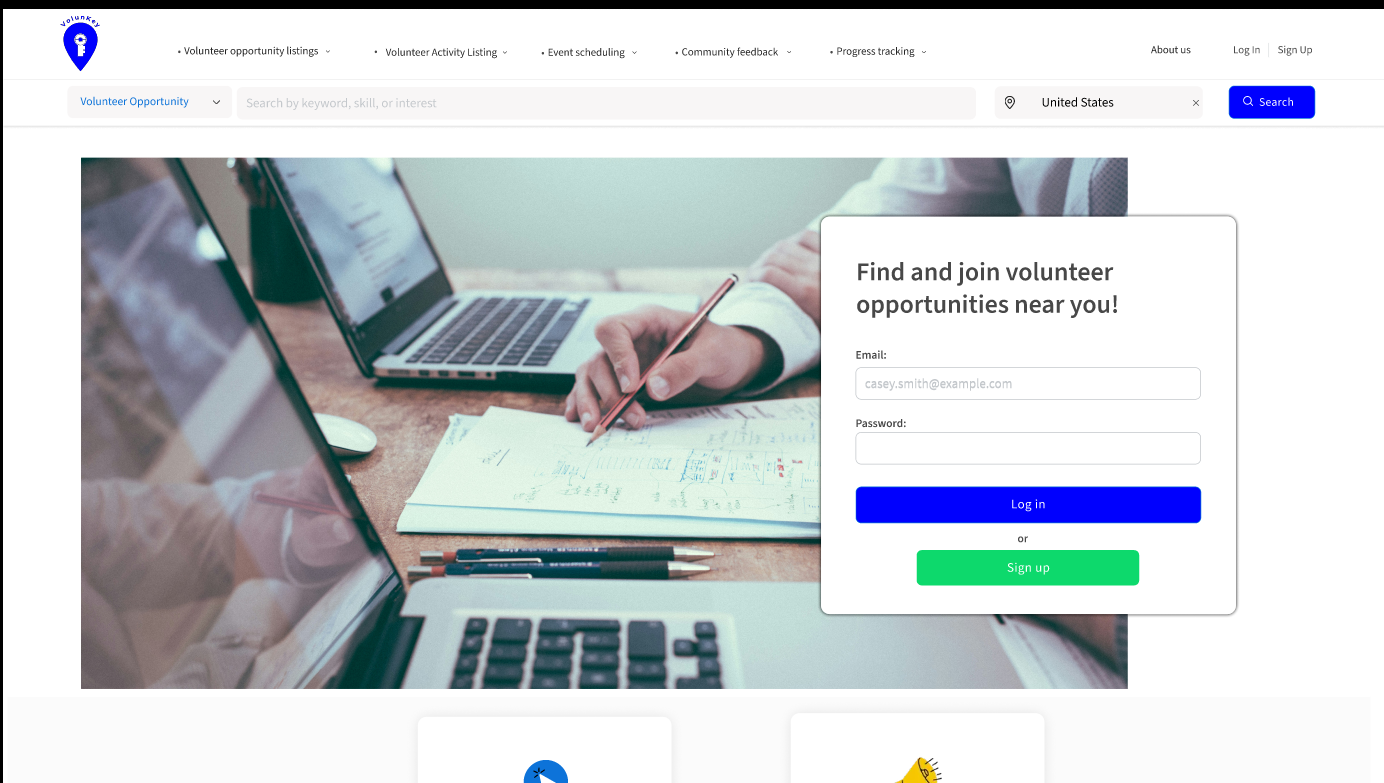 VolunKey
• Volunteer opportunity listings
• Volunteer Activity Listing
• Event scheduling
• Community feedback
• Progress tracking
About us
Log In
Sign Up
Volunteer Opportunity
Search by keyword, skill, or interest
United States
Search
Find and join volunteer
opportunities near you!
Email:
casey.smith@example.com
Password:
Log in
or
Sign up